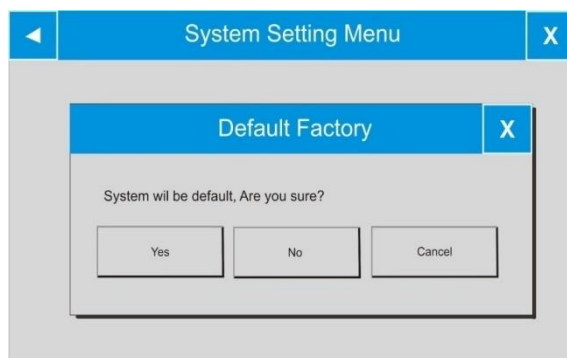 System Setting Menu X
Default Factory X
System wil be default, Are you sure?
Yes No Cancel